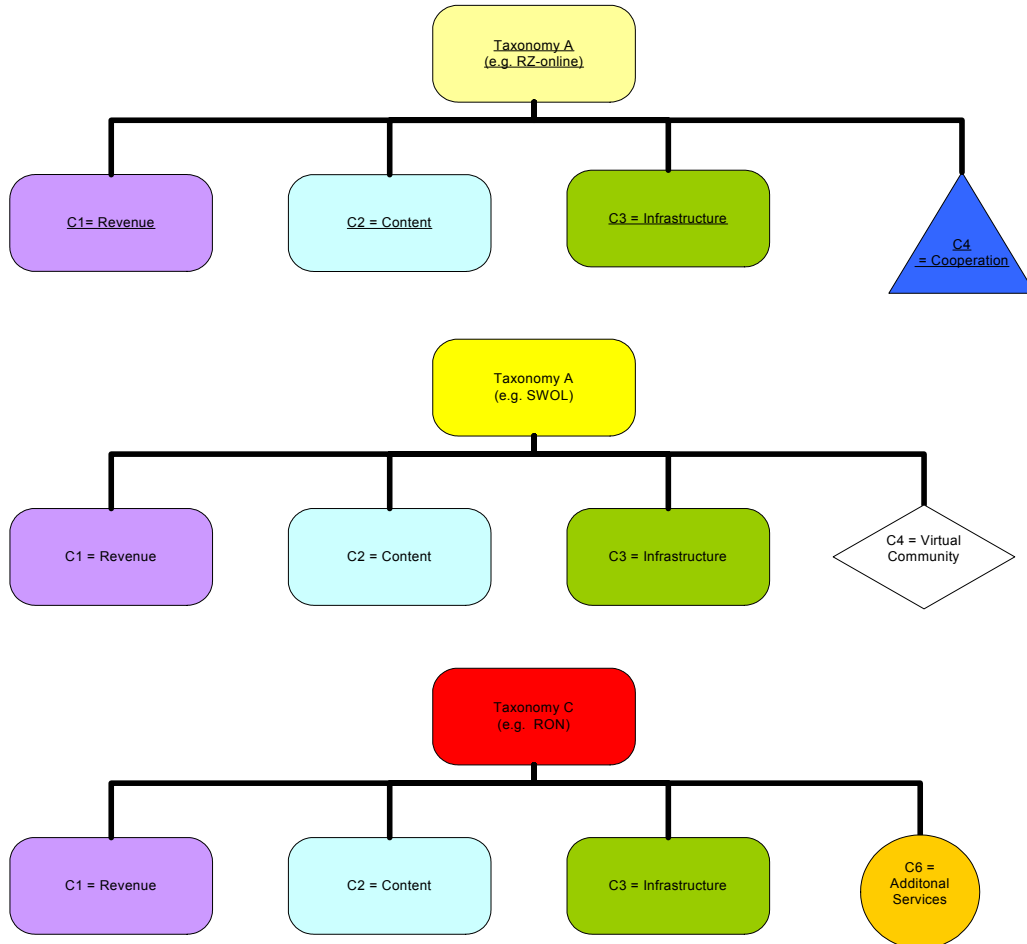 Taxonomy A
(e.g. RZ-online)
C1= Revenue
C2 = Content
C3 = Infrastructure
C4
= Cooperation
Taxonomy A
(e.g. SWOL)
C1 = Revenue
C2 = Content
C3 = Infrastructure
C4 = Virtual
Community
Taxonomy C
(e.g. RON)
C1 = Revenue
C2 = Content
C3 = Infrastructure
C6 =
Additonal
Services